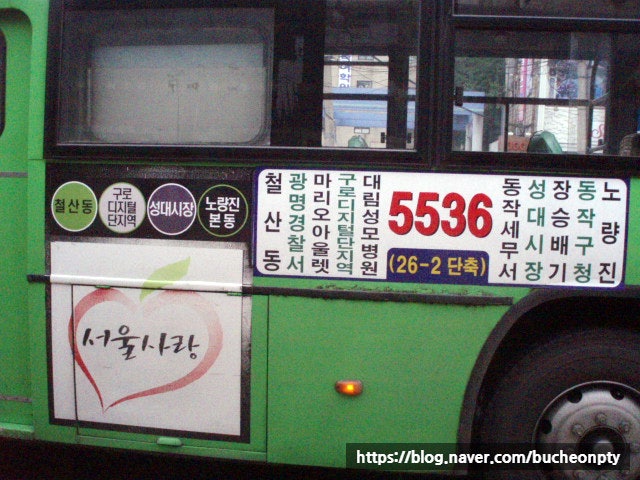 철산동
구로
디지털
단지역
성대시장
노량진
본동
철산동
광명경찰서
마리오아울렛
구로디지털단지역
대림성모병원
5536
(26-2 단축)
동작세무서
성대시장
장승배기
동작구청
노량진
서울사랑
https://blog.naver.com/bucheonpty